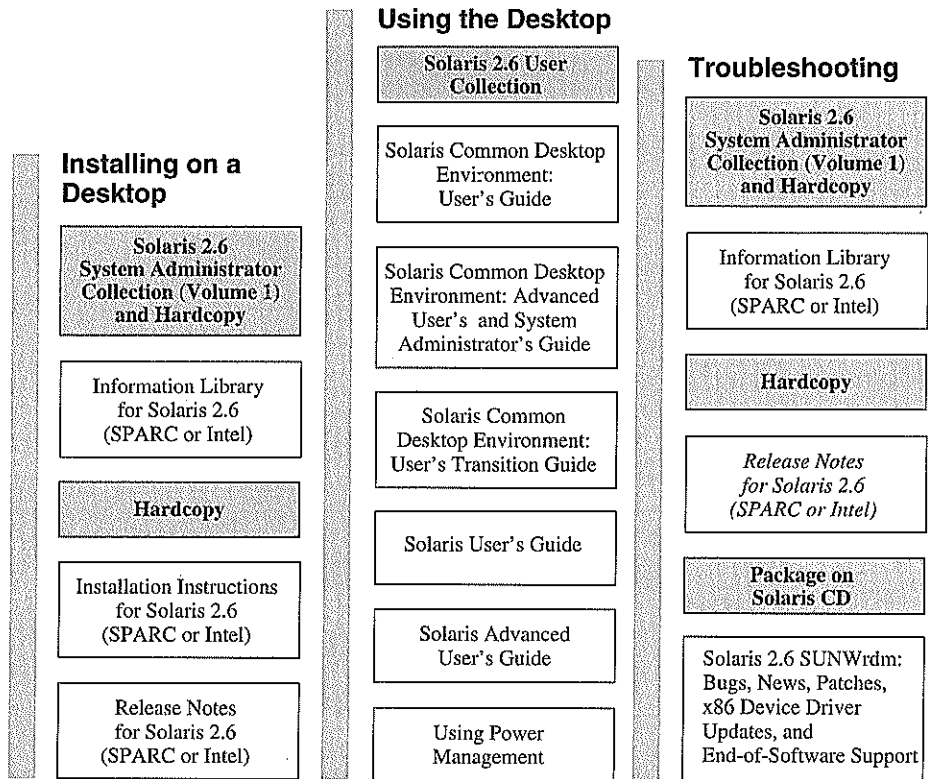 Installing on a
Desktop
Solaris 2.6
System Administrator
Collection (Volume 1)
and Hardcopy
Information Library
for Solaris 2.6
(SPARC or Intel)
Hardcopy
Installation Instructions
for Solaris 2.6
(SPARC or Intel)
Release Notes
for Solaris 2.6
(SPARC or Intel)
Using the Desktop
Solaris 2.6 User
Collection
Solaris Common Desktop
Environment:
User's Guide
Solaris Common Desktop
Environment: Advanced
User's and System
Administrator's Guide
Solaris Common
Desktop Environment:
User's Transition Guide
Solaris User's Guide
Solaris Advanced
User's Guide
Using Power
Management
Troubleshooting
Solaris 2.6
System Administrator
Collection (Volume 1)
and Hardcopy
Information Library
for Solaris 2.6
(SPARC or Intel)
Hardcopy
Release Notes
for Solaris 2.6
(SPARC or Intel)
Package on
Solaris CD
Solaris 2.6 SUNWrdm:
Bugs, News, Patches,
x86 Device Driver
Updates, and
End-of-Software Support